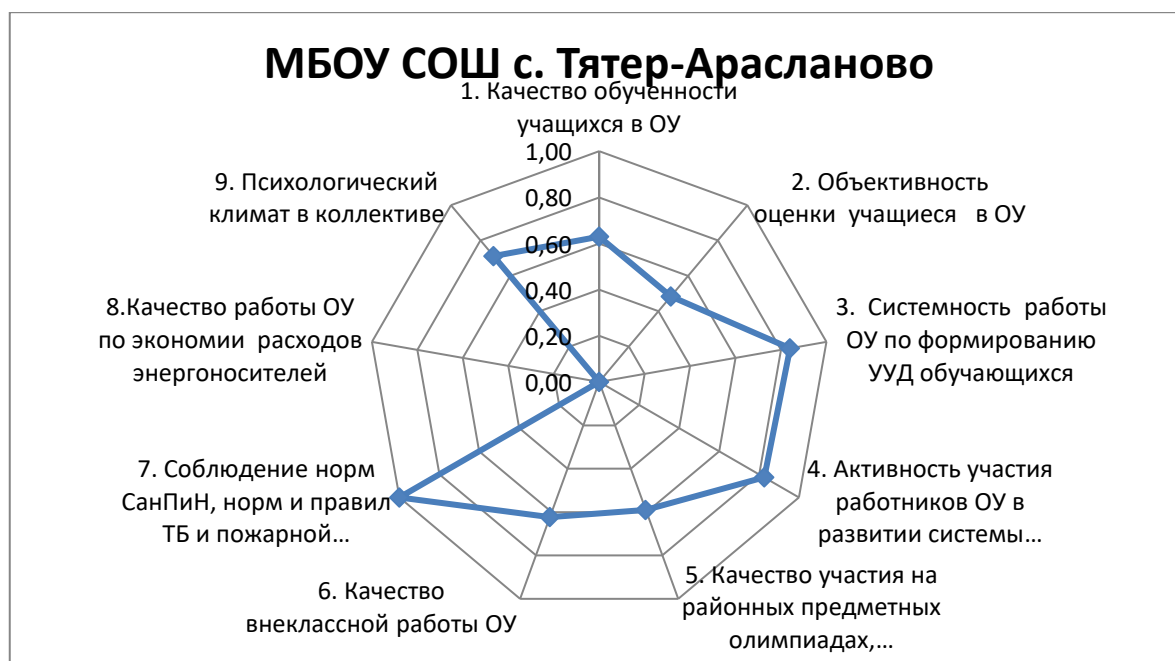 МБОУ СОШ с. Тятер-Арасланово
1. Качество обученности
учащихся в ОУ
2. Объективность
оценки учащиеся в ОУ
3. Системность работы
ОУ по формированию
УУД обучающихся
4. Активность участия
работников ОУ в
развитии системы...
5. Качество участия на
районных предметных
олимпиадах,...
6. Качество
внеклассной работы ОУ
7. Соблюдение норм
СанПиН, норм и правил
ТБ и пожарной...
8.Качество работы ОУ
по экономии расходов
энергоносителей
9. Психологический
климат в коллективе
1,00
0,80
0,60
0,40
0,20
0,00